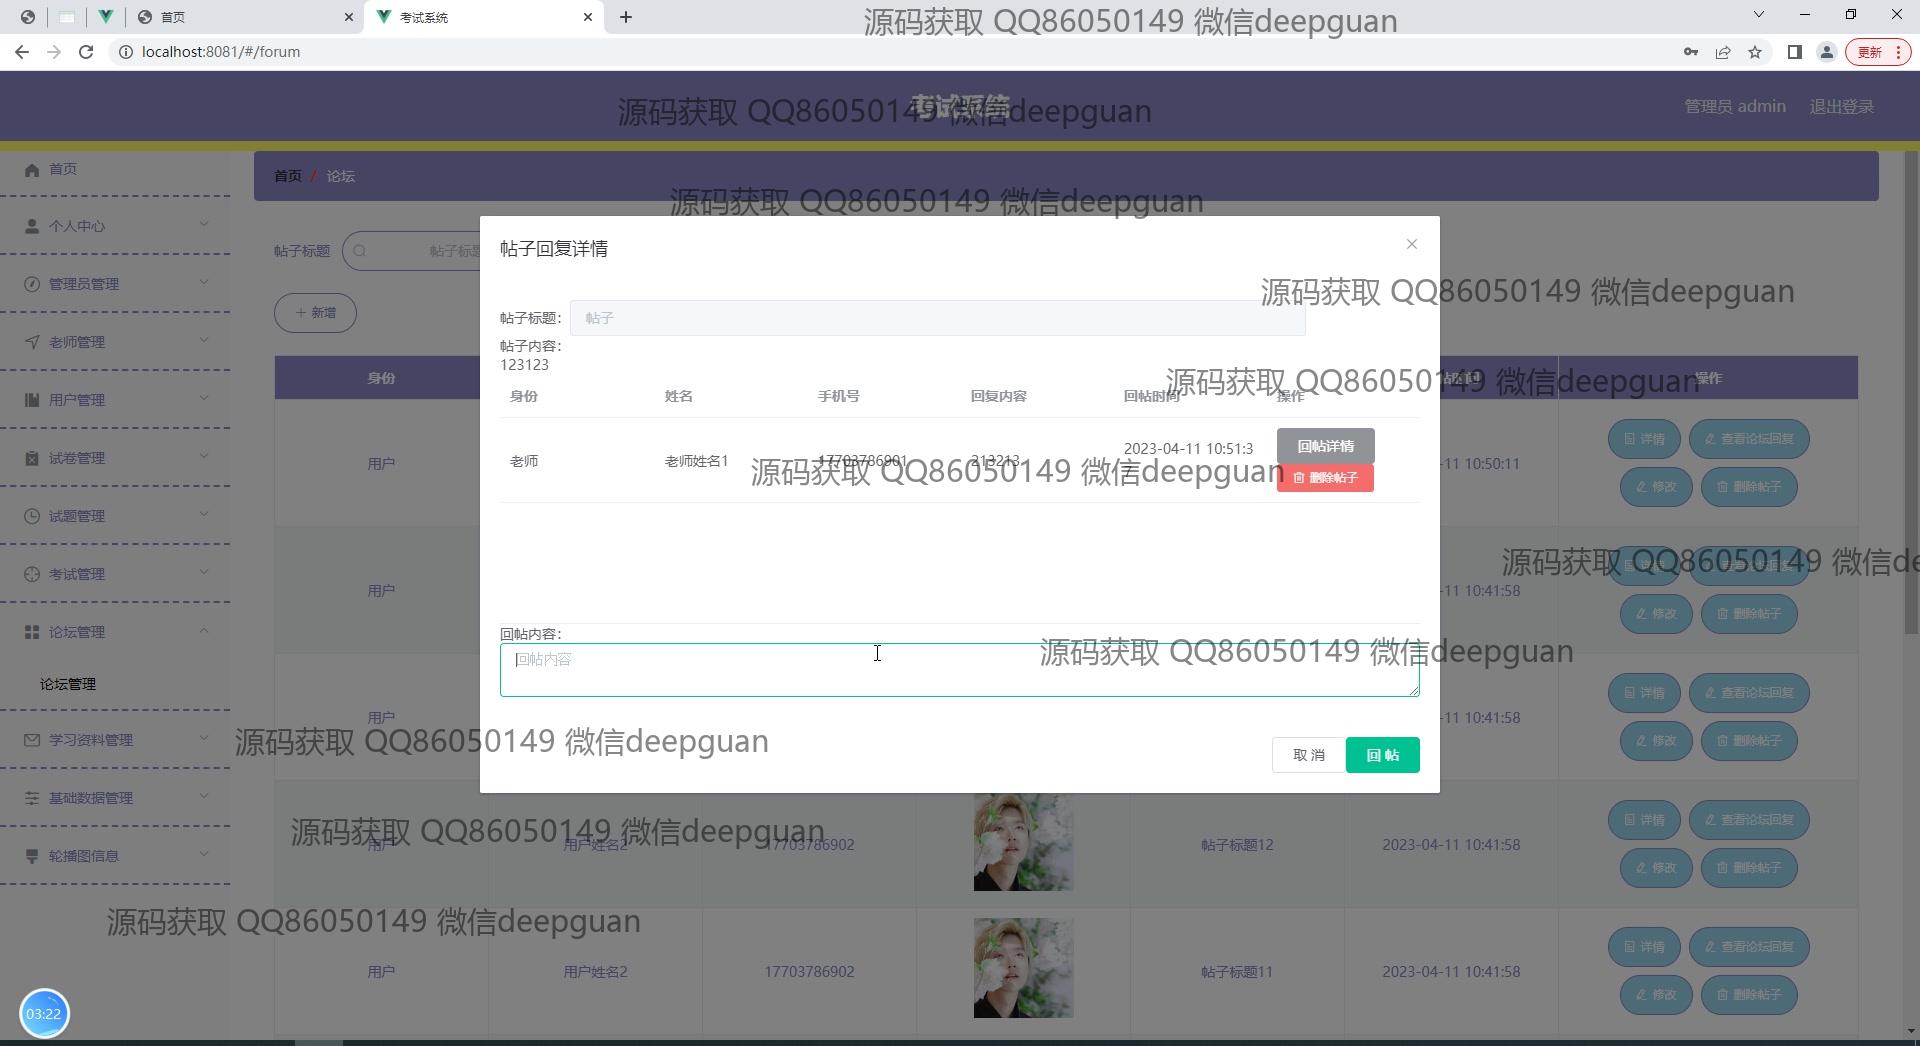 首页
考试系统
源码获取 QQ86050149 微信deepguan
localhost:8081/#/forum
更新
考试系统
源码获取 QQ86050149 微信deepguan
管理员 admin
退出登录
首页
个人中心
管理员管理
老师管理
用户管理
试卷管理
试题管理
考试管理
论坛管理
论坛管理
学习资料管理
基础数据管理
轮播图信息
首页 / 论坛
源码获取 QQ86050149 微信deepguan
帖子标题
帖子标题
+ 新增
身份
操作
帖子回复详情
源码获取 QQ86050149 微信deepguan
帖子标题: 帖子
帖子内容:
123123
源码获取 QQ86050149 微信deepguan
身份 姓名 手机号 回复内容 回帖时间 操作
老师 老师姓名1 17703786901 213213 2023-04-11 10:51:3
回帖详情
删除帖子
源码获取 QQ86050149 微信deepguan
回帖内容:
回帖内容
源码获取 QQ86050149 微信deepguan
取 消
回 帖
用户 -11 10:50:11 详情 查看论坛回复
修改 删除帖子
源码获取 QQ86050149 微信de
用户 -11 10:41:58
修改 删除帖子
用户 -11 10:41:58 详情 查看论坛回复
修改 删除帖子
源码获取 QQ86050149 微信deepguan
源码获取 QQ86050149 微信deepguan
用户 用户姓名2 17703786902 帖子标题12 2023-04-11 10:41:58 详情 查看论坛回复
修改 删除帖子
源码获取 QQ86050149 微信deepguan
用户 用户姓名2 17703786902 帖子标题11 2023-04-11 10:41:58 详情 查看论坛回复
修改 删除帖子
03:22